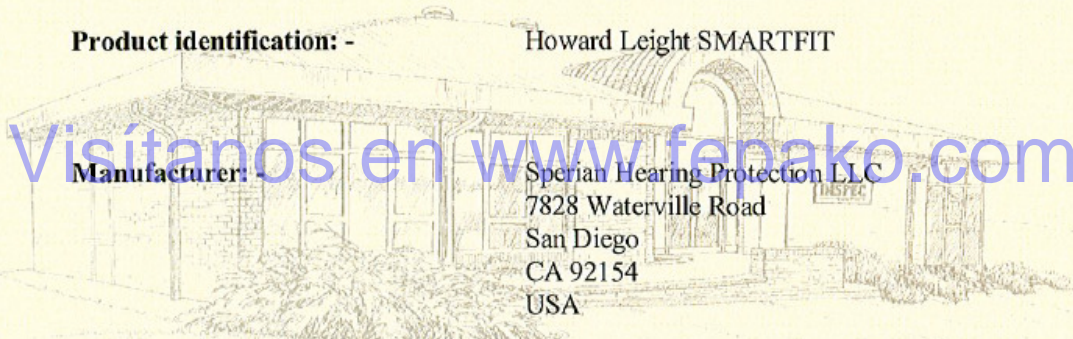 Product identification: - Howard Leight SMARTFIT
Visítanos en www.fepako.com
Manufacturer: - Sperian Hearing Protection LLC
INSPEC
7828 Waterville Road
San Diego
CA 92154
USA